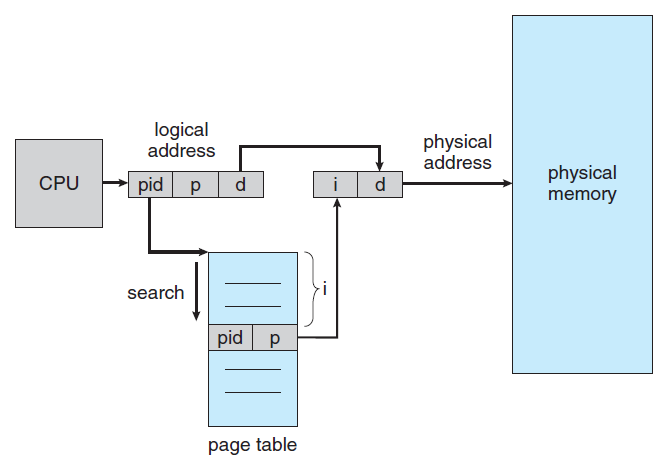 logical
address
physical
address
CPU
pid p d
i d
physical
memory
search
i
pid p
page table